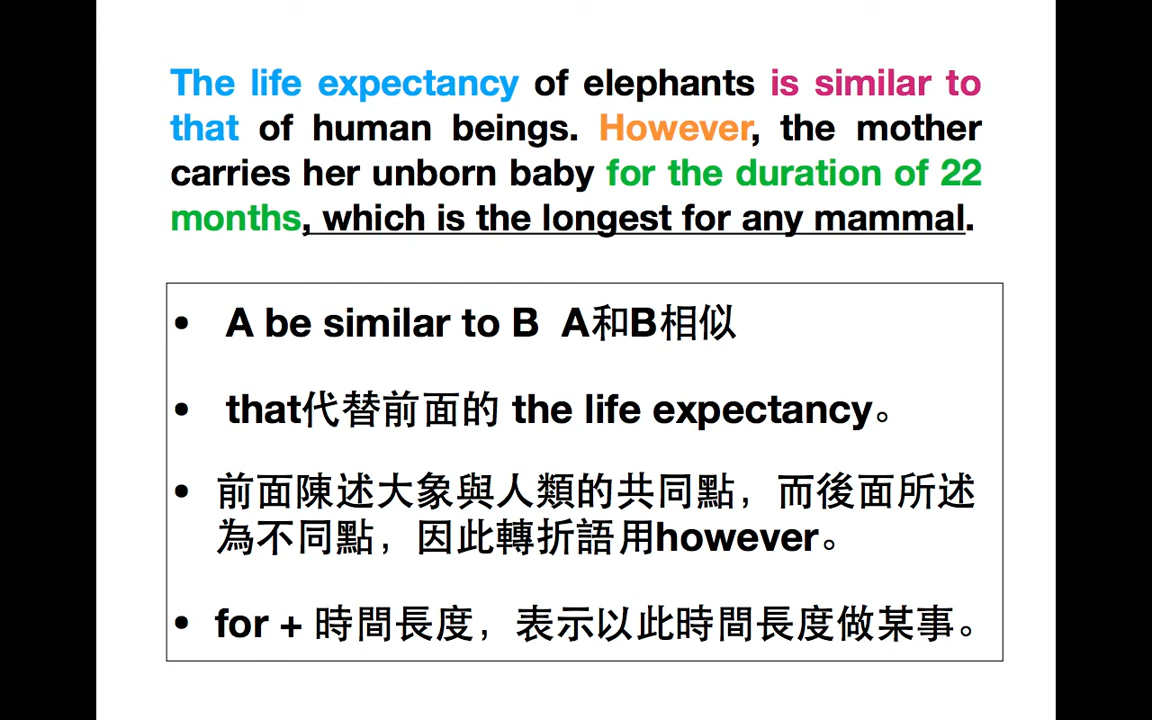 The life expectancy of elephants is similar to
that of human beings. However, the mother
carries her unborn baby for the duration of 22
months, which is the longest for any mammal.
• A be similar to B A和B相似
• that代替前面的 the life expectancy。
• 前面陳述大象與人類的共同點，而後面所述
為不同點，因此轉折語用however。
• for + 時間長度，表示以此時間長度做某事。